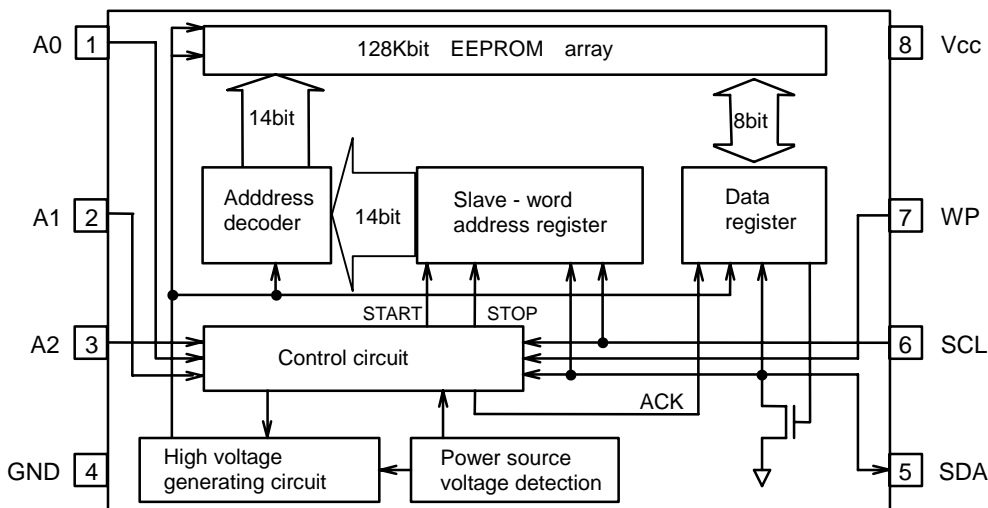 A0 1
128Kbit EEPROM array
8 Vcc
14bit
8bit
A1 2
Adddress
decoder
14bit
Slave - word
address register
Data
register
7 WP
START
STOP
A2 3
Control circuit
6 SCL
ACK
GND 4
High voltage
generating circuit
Power source
voltage detection
5 SDA